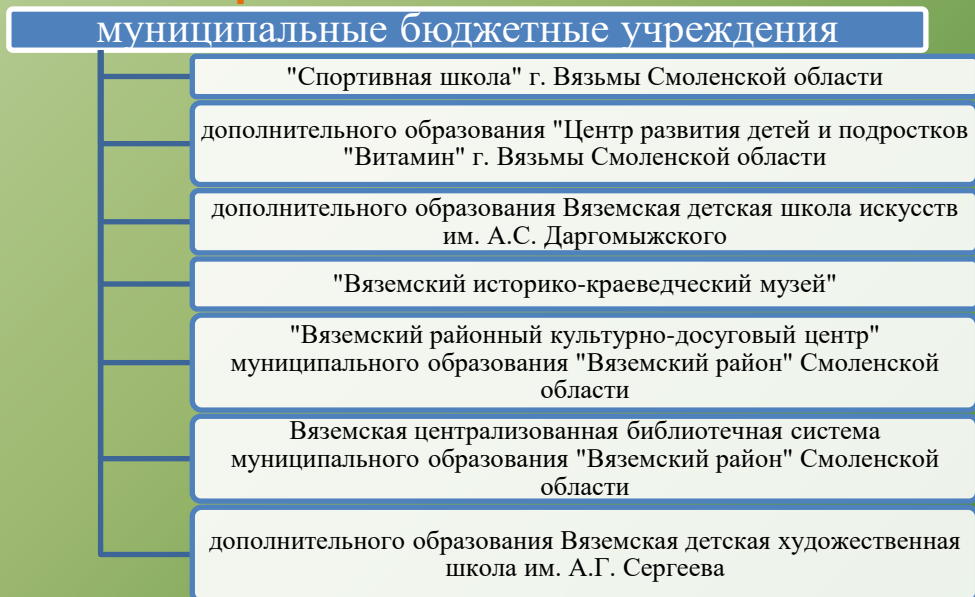 муниципальные бюджетные учреждения
"Спортивная школа" г. Вязьмы Смоленской области
дополнительного образования "Центр развития детей и подростков
"Витамин" г. Вязьмы Смоленской области
дополнительного образования Вяземская детская школа искусств
им. А.С. Даргомыжского
"Вяземский историко-краеведческий музей"
"Вяземский районный культурно-досуговый центр"
муниципального образования "Вяземский район" Смоленской
области
Вяземская централизованная библиотечная система
муниципального образования "Вяземский район" Смоленской
области
дополнительного образования Вяземская детская художественная
школа им. А.Г. Сергеева